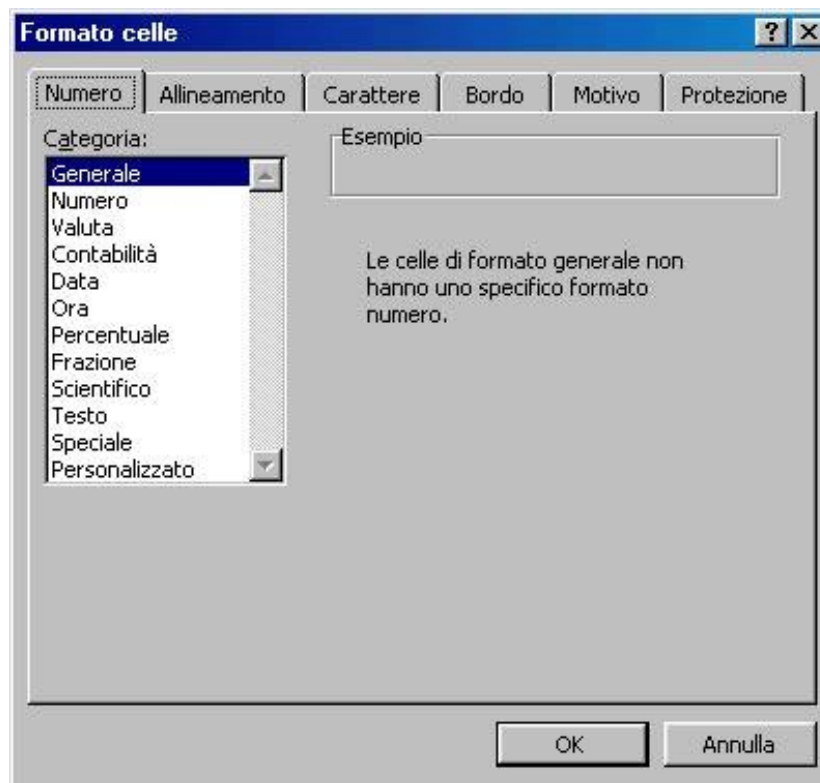 Formato celle
Numero Allineamento Carattere Bordo Motivo Protezione
Categoria:
Generale
Numero
Valuta
Contabilità
Data
Ora
Percentuale
Frazione
Scientifico
Testo
Speciale
Personalizzato
Esempio
Le celle di formato generale non
hanno uno specifico formato
numero.
OK Annulla